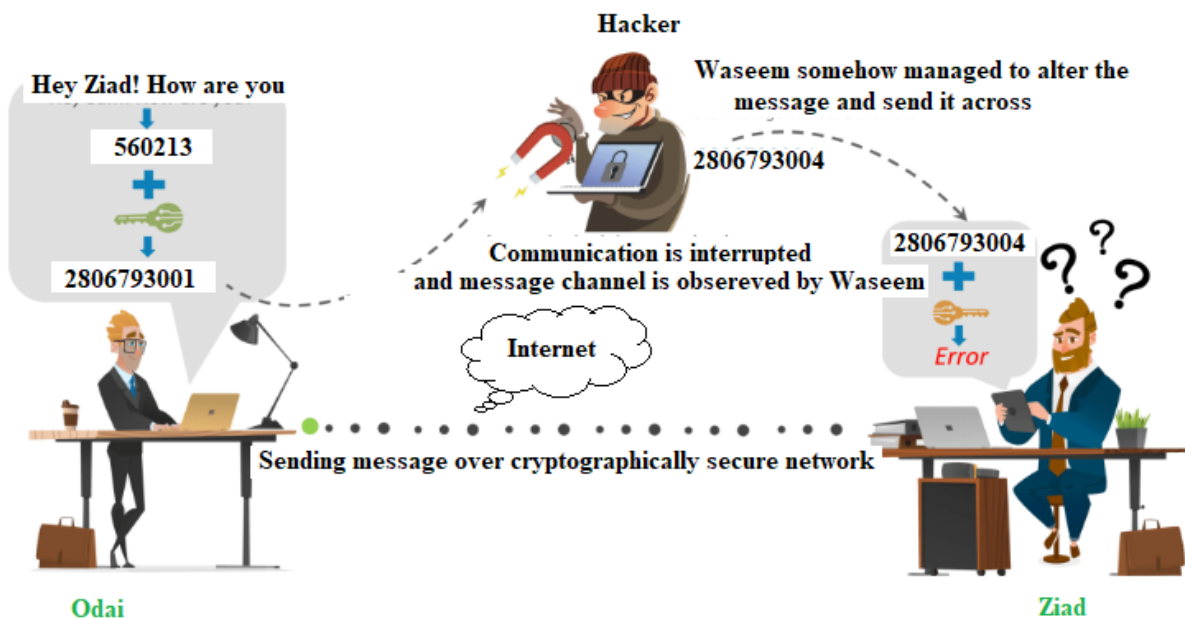 Hacker
Hey Ziad! How are you
560213
2806793001
Waseem somehow managed to alter the
message and send it across
2806793004
Communication is interrupted
and message channel is obsereved by Waseem
2806793004
Error
Internet
Sending message over cryptographically secure network
Odai
Ziad